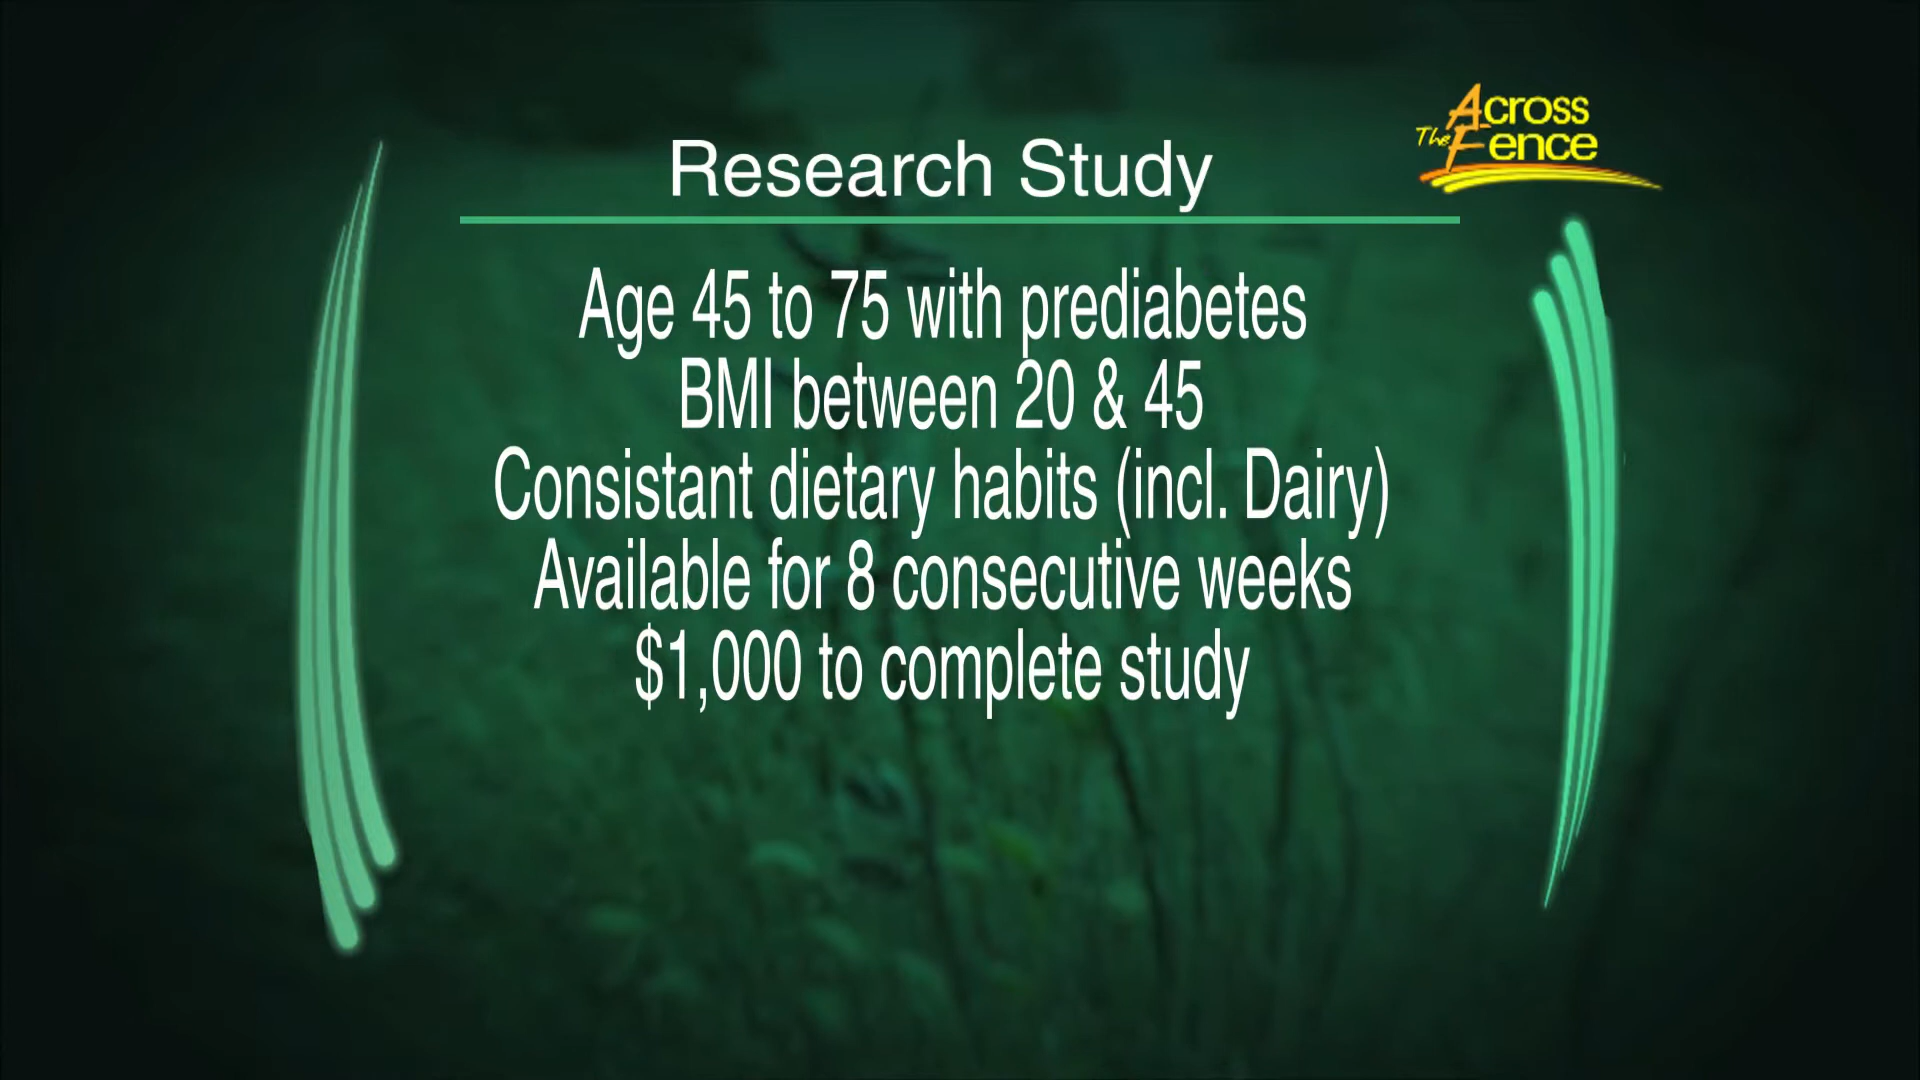 Across
The Fence
Research Study
Age 45 to 75 with prediabetes
BMI between 20 & 45
Consistant dietary habits (incl. Dairy)
Available for 8 consecutive weeks
$1,000 to complete study